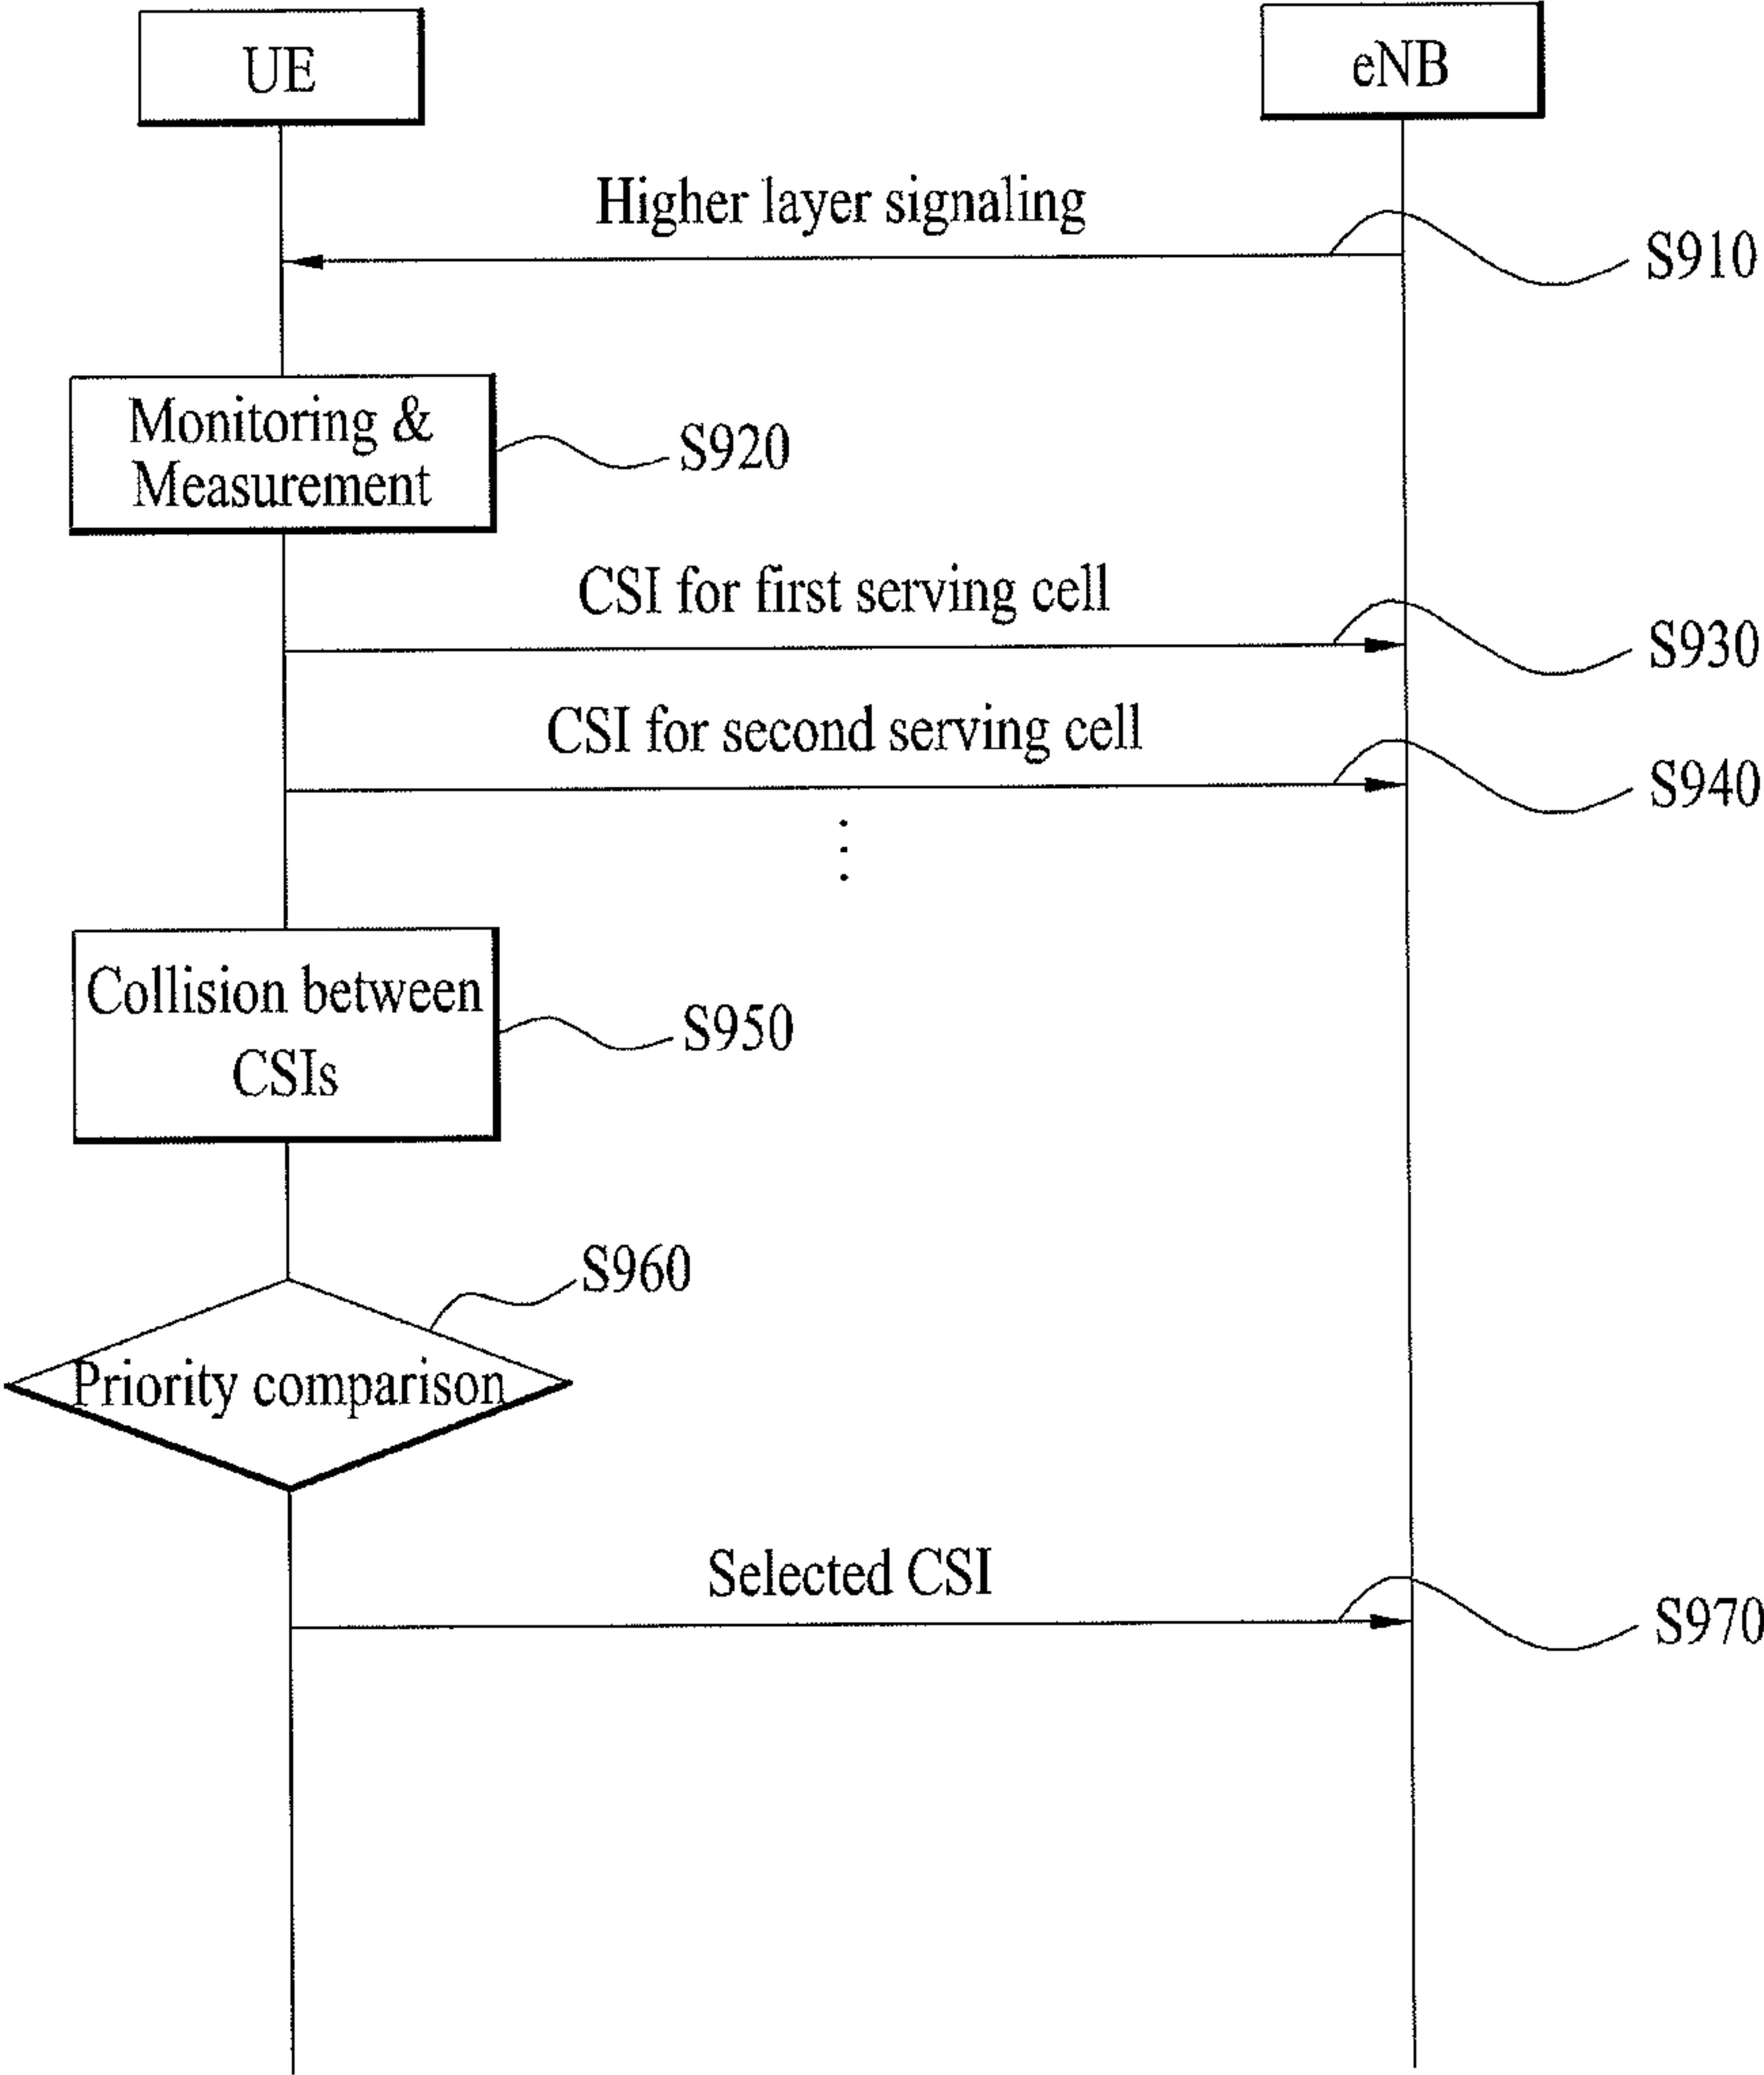 UE
eNB
Higher layer signaling
S910
Monitoring &
Measurement
S920
CSI for first serving cell
S930
CSI for second serving cell
S940
Collision between
CSIs
S950
S960
Priority comparison
Selected CSI
S970